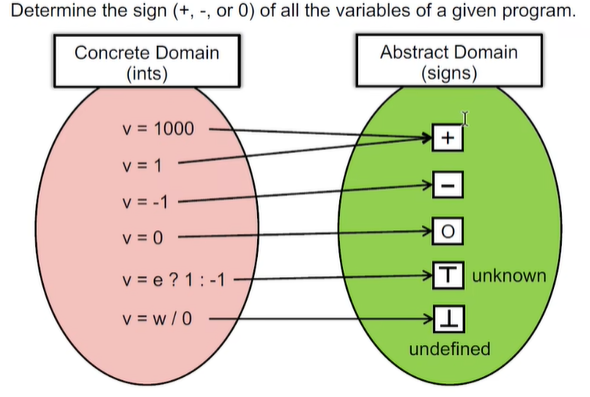 Determine the sign (+, -, or 0) of all the variables of a given program.
Concrete Domain
(ints)
Abstract Domain
(signs)
v = 1000
v = 1
v = -1
v = 0
v = e ? 1 : -1
v = w / 0
+
−
O
⊤ unknown
⊥
undefined